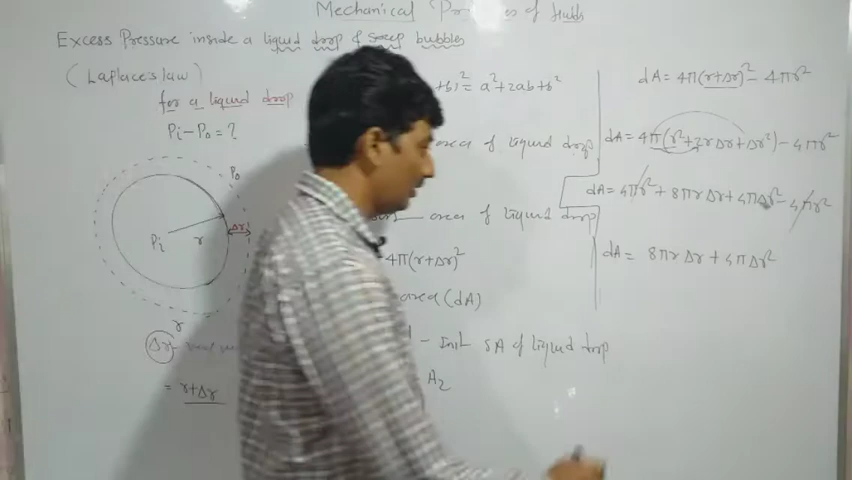 Mechanical Pr es of fluids
Excess Pressure inside a liquid drop & soap bubbles
(Laplace's law)
for a liquid drop
Pi - Po = ?
Po
Pi
r
Δr
r
Δr
= r+Δr
+b)² = a²+2ab+b²
area of liquid drop
area of liquid drop
4π(r+Δr)²
area (dA)
- Init SA of liquid drop
A₂
dA = 4π(r+Δr)² - 4πr²
dA = 4π(r²+2rΔr+Δr²) - 4πr²
dA = 4πr² + 8πrΔr + 4πΔr² - 4πr²
dA = 8πrΔr + 4πΔr²